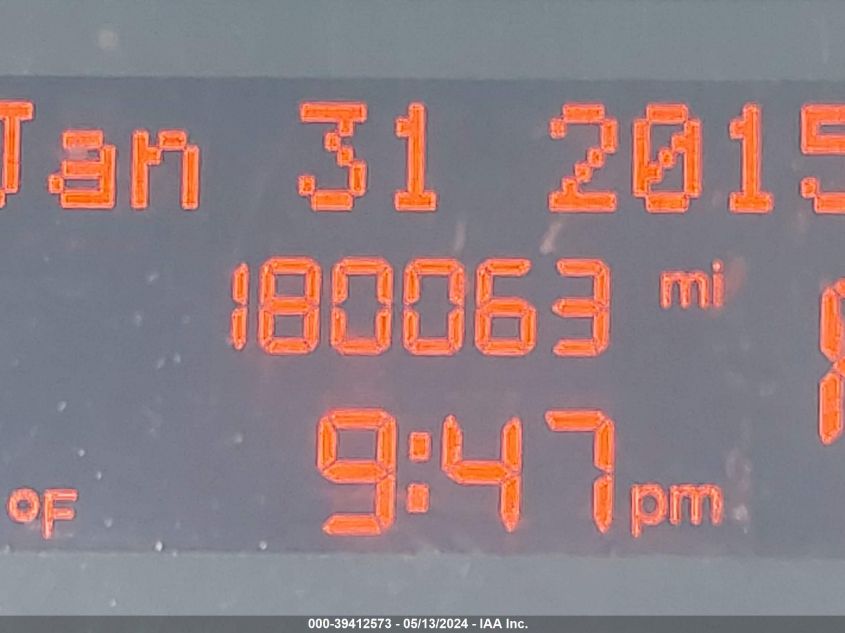 Jan 31 2015
180063 mi
°F 9:47 pm
000-39412573 - 05/13/2024 - IAA Inc.